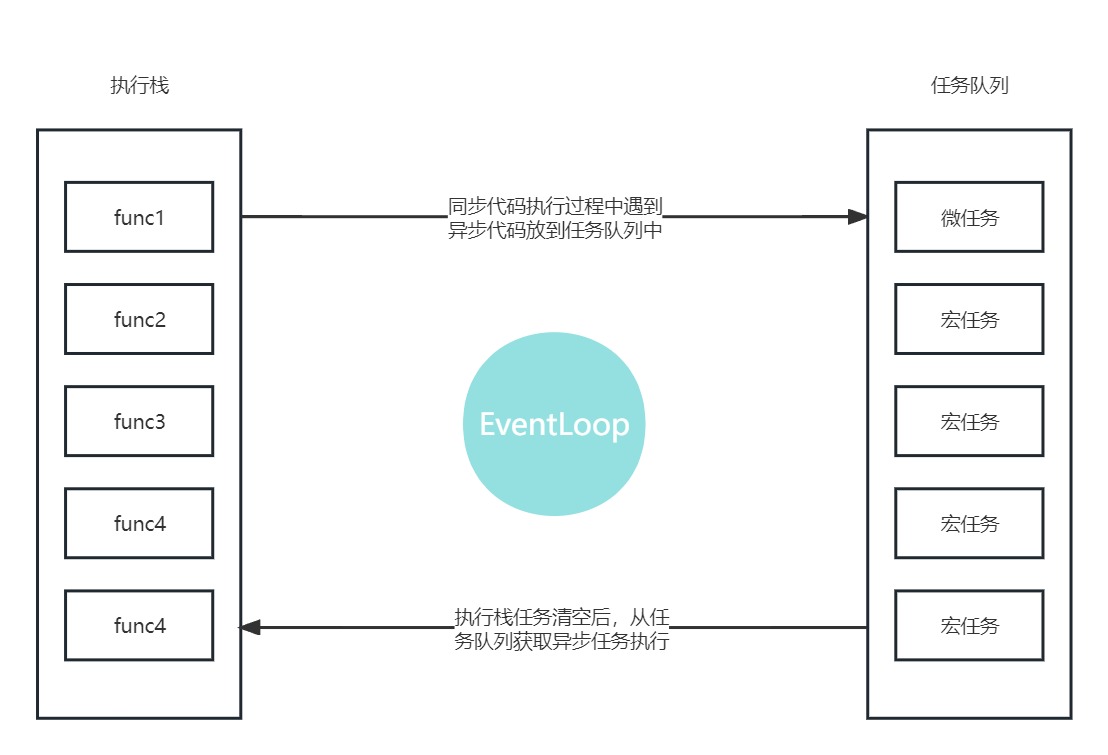 执行栈
任务队列
func1
同步代码执行过程中遇到
异步代码放到任务队列中
微任务
func2
宏任务
func3
EventLoop
宏任务
func4
宏任务
func4
执行栈任务清空后，从任
务队列获取异步任务执行
宏任务